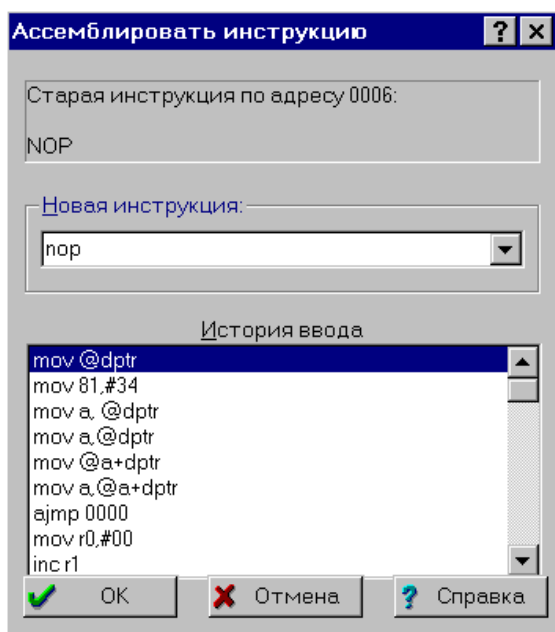 Ассемблировать инструкцию
Старая инструкция по адресу 0006:
NOP
Новая инструкция:
nop
История ввода
mov @dptr
mov 81,#34
mov a, @dptr
mov a,@dptr
mov @a+dptr
mov a,@a+dptr
ajmp 0000
mov r0,#00
inc r1
OK Отмена Справка